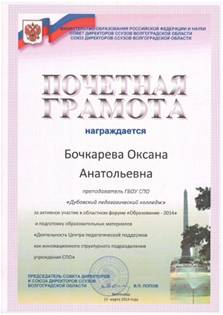 МИНИСТЕРСТВО ОБРАЗОВАНИЯ РОССИЙСКОЙ ФЕДЕРАЦИИ И НАУКИ
СОВЕТ ДИРЕКТОРОВ ССУЗОВ ВОЛГОГРАДСКОЙ ОБЛАСТИ
СОЮЗ ДИРЕКТОРОВ ССУЗОВ ВОЛГОГРАДСКОЙ ОБЛАСТИ
ПОЧЕТНАЯ
ГРАМОТА
награждается
Бочкарева Оксана
Анатольевна
преподаватель ГБОУ СПО
«Дубовский педагогический колледж»
за активное участие в областном форуме «Образование - 2014»
и подготовку образовательных материалов
«Деятельность Центра педагогической поддержки
как инновационного структурного подразделения
учреждения СПО»
ПРЕДСЕДАТЕЛЬ СОВЕТА ДИРЕКТОРОВ
И СОЮЗА ДИРЕКТОРОВ ССУЗОВ
ВОЛГОГРАДСКОЙ ОБЛАСТИ
В.П. ПОПОВ
марта 2014 года